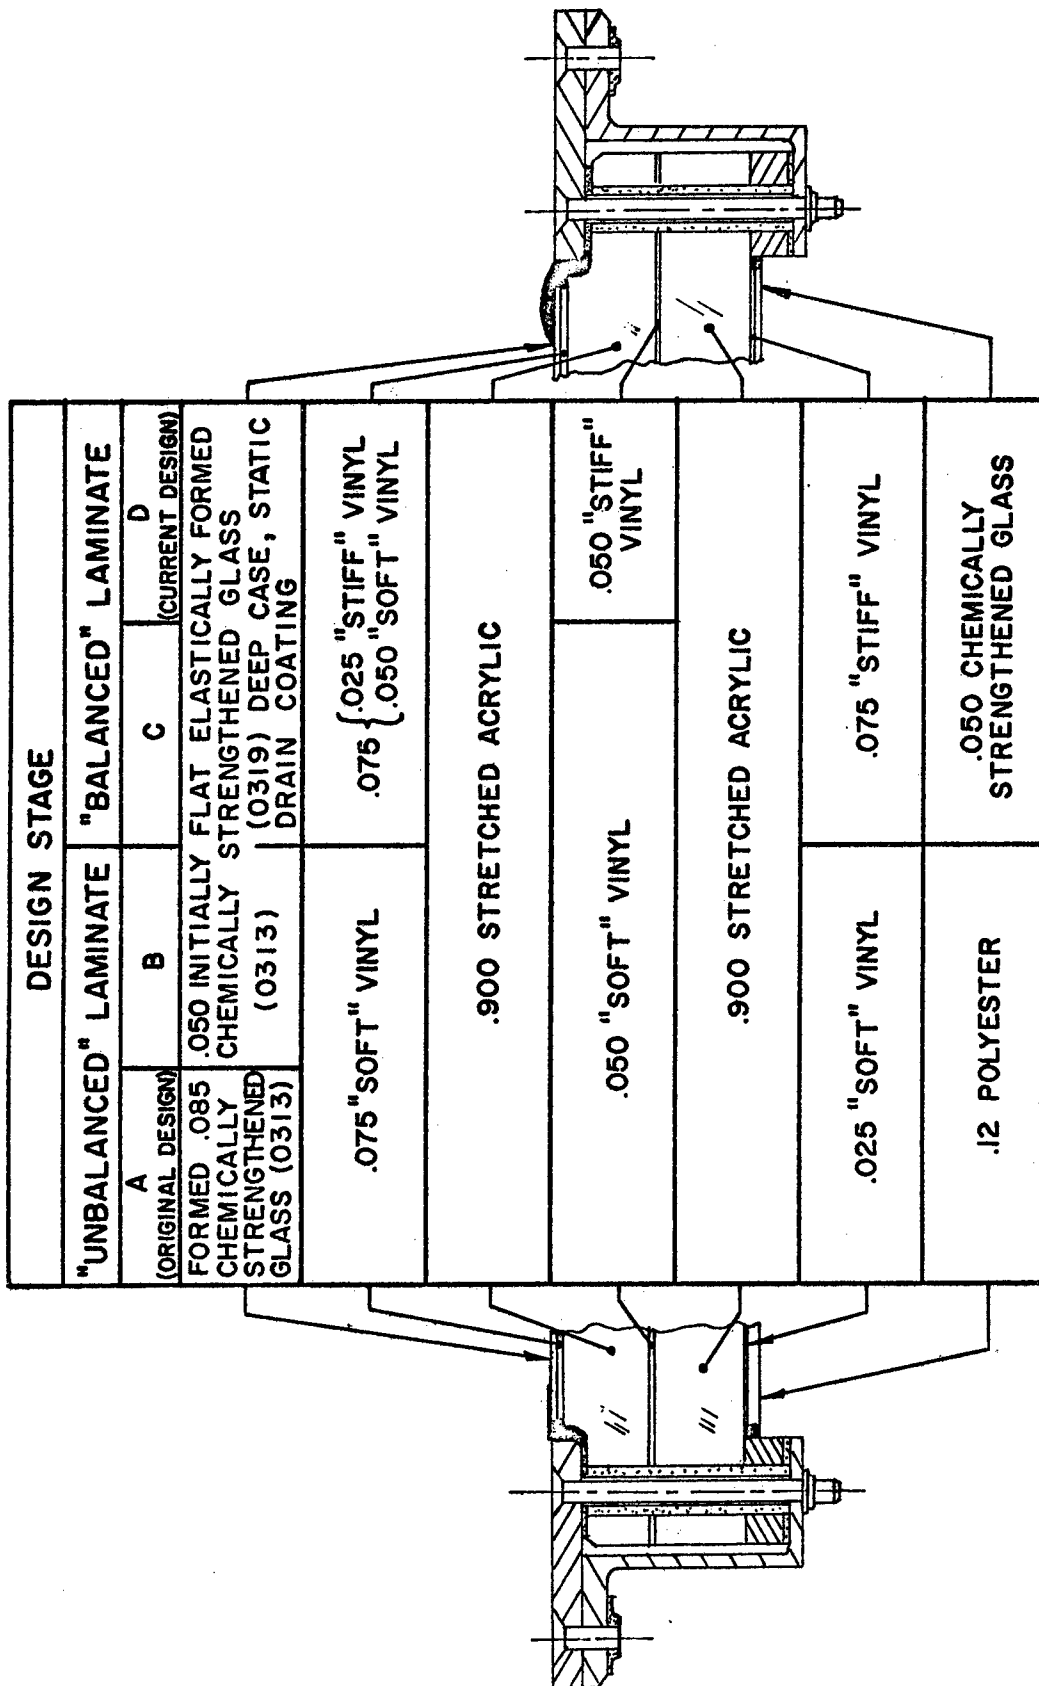 DESIGN STAGE
"UNBALANCED" LAMINATE
"BALANCED" LAMINATE
A
(ORIGINAL DESIGN)
B
C
D
(CURRENT DESIGN)
FORMED .085
CHEMICALLY
STRENGTHENED
GLASS (0313)
.050 INITIALLY FLAT ELASTICALLY FORMED
CHEMICALLY STRENGTHENED GLASS
(0313)
(0319) DEEP CASE, STATIC
DRAIN COATING
.075 "SOFT" VINYL
.075 { .025 "STIFF" VINYL
.050 "SOFT" VINYL
.900 STRETCHED ACRYLIC
.050 "SOFT" VINYL
.050 "STIFF"
VINYL
.900 STRETCHED ACRYLIC
.025 "SOFT" VINYL
.075 "STIFF" VINYL
.12 POLYESTER
.050 CHEMICALLY
STRENGTHENED GLASS